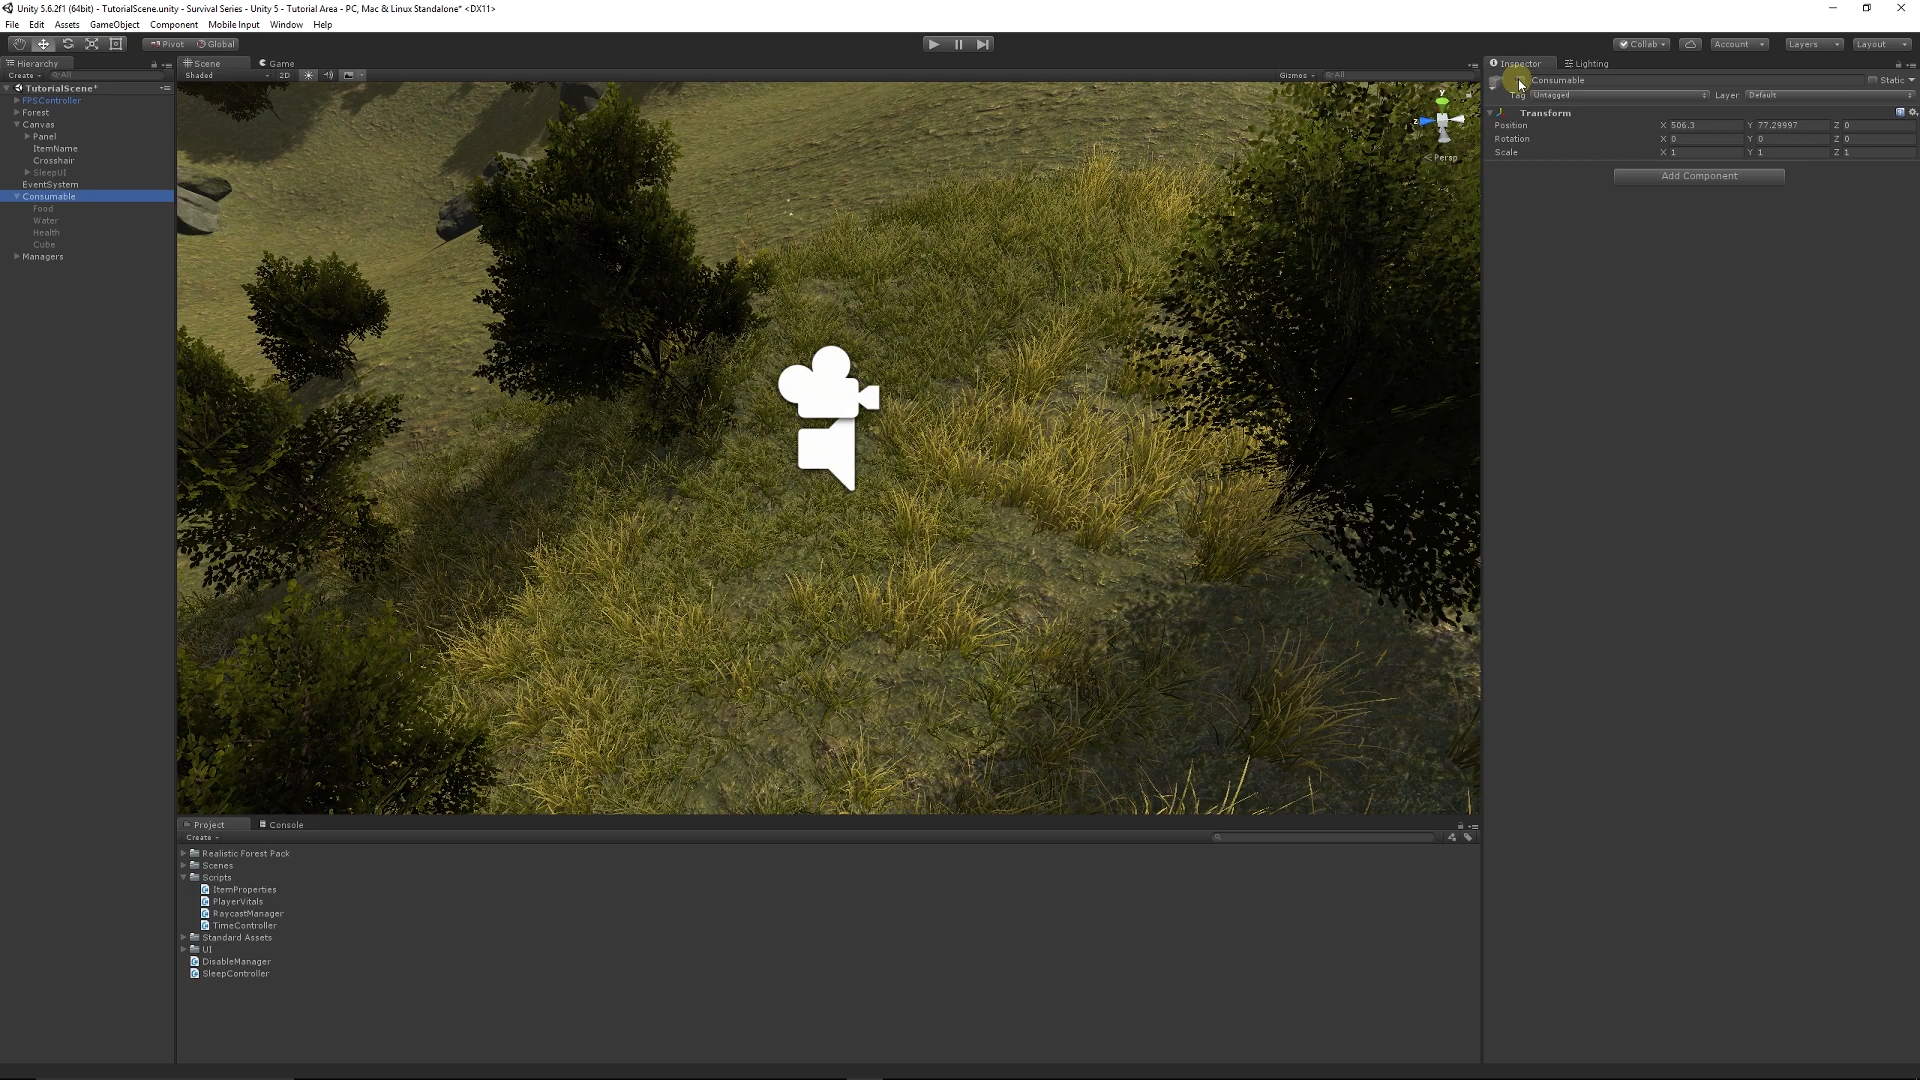 Unity 5.6.2f1 (64bit) - TutorialScene.unity - Survival Series - Unity 5 - Tutorial Area - PC, Mac & Linux Standalone* <DX11>
File Edit Assets GameObject Component Mobile Input Window Help
Pivot Global Collab Account Layers Layout
Hierarchy Scene Game Inspector Lighting
Create All Shaded 2D Gizmos All Consumable Static
TutorialScene* Tag Untagged Layer Default
FPSController
Forest Transform
Canvas Position X 506.3 Y 77.29997 Z 0
Panel Rotation X 0 Y 0 Z 0
ItemName Scale X 1 Y 1 Z 1
Crosshair y z Persp
SleepUI Add Component
EventSystem
Consumable
Food
Water
Health
Cube
Managers
Project Console
Create
Realistic Forest Pack
Scenes
Scripts
ItemProperties
PlayerVitals
RaycastManager
TimeController
Standard Assets
UI
DisableManager
SleepController